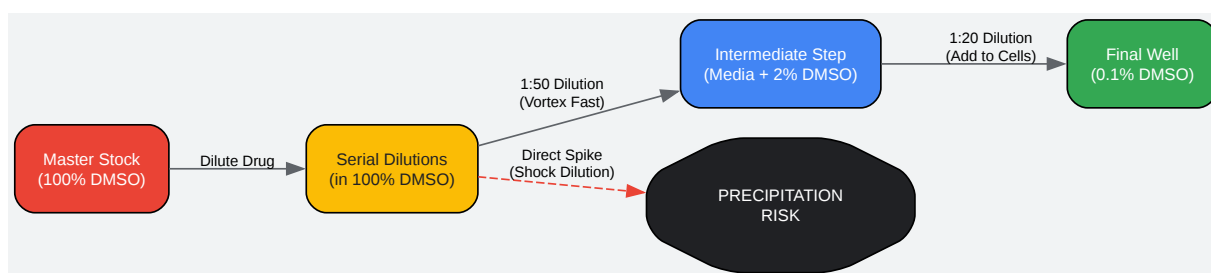 Master Stock
(100% DMSO)
Dilute Drug
Serial Dilutions
(in 100% DMSO)
1:50 Dilution
(Vortex Fast)
Intermediate Step
(Media + 2% DMSO)
1:20 Dilution
(Add to Cells)
Final Well
(0.1% DMSO)
Direct Spike
(Shock Dilution)
PRECIPITATION
RISK